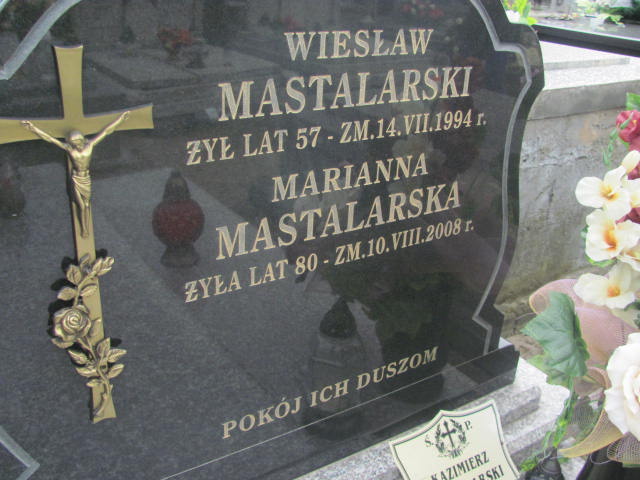 WIESŁAW
MASTALARSKI
ŻYŁ LAT 57 - ZM.14.VII.1994 r.
MARIANNA
MASTALARSKA
ŻYŁA LAT 80 - ZM.10.VIII.2008 r.
POKÓJ ICH DUSZOM
Ś. P.
KAZIMIERZ